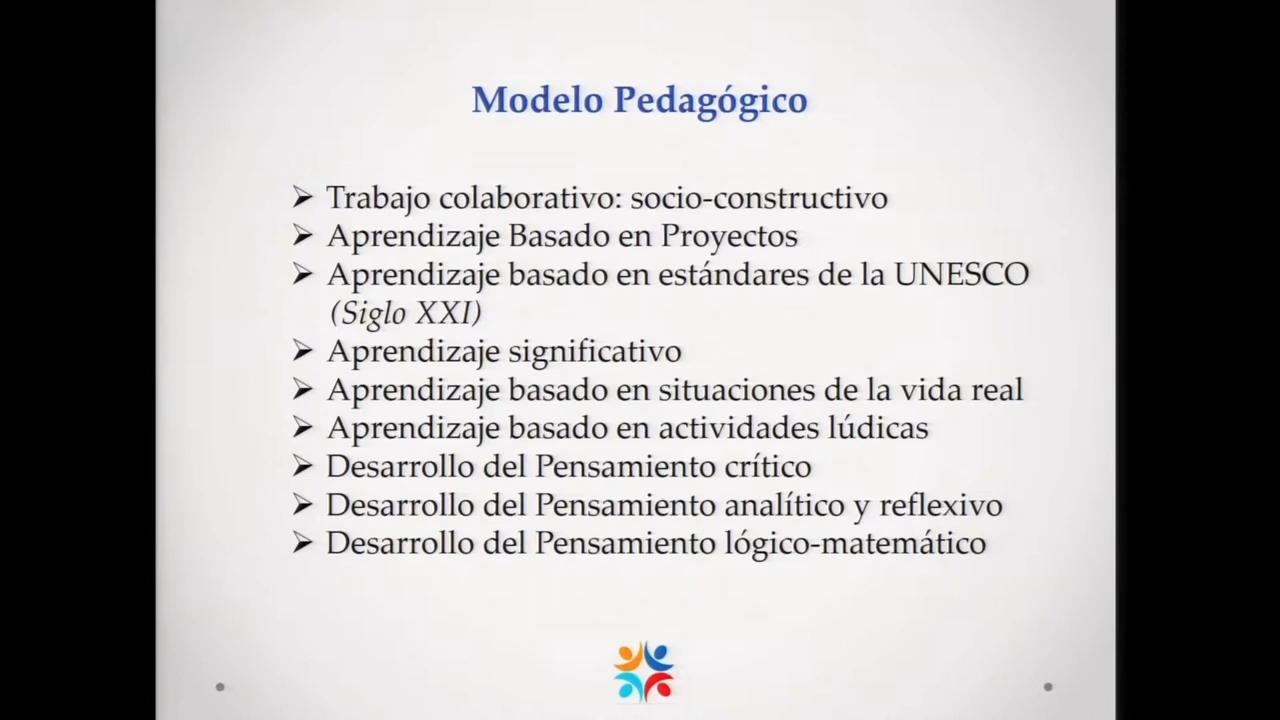 Modelo Pedagógico
Trabajo colaborativo: socio-constructivo
Aprendizaje Basado en Proyectos
Aprendizaje basado en estándares de la UNESCO
(Siglo XXI)
Aprendizaje significativo
Aprendizaje basado en situaciones de la vida real
Aprendizaje basado en actividades lúdicas
Desarrollo del Pensamiento crítico
Desarrollo del Pensamiento analítico y reflexivo
Desarrollo del Pensamiento lógico-matemático